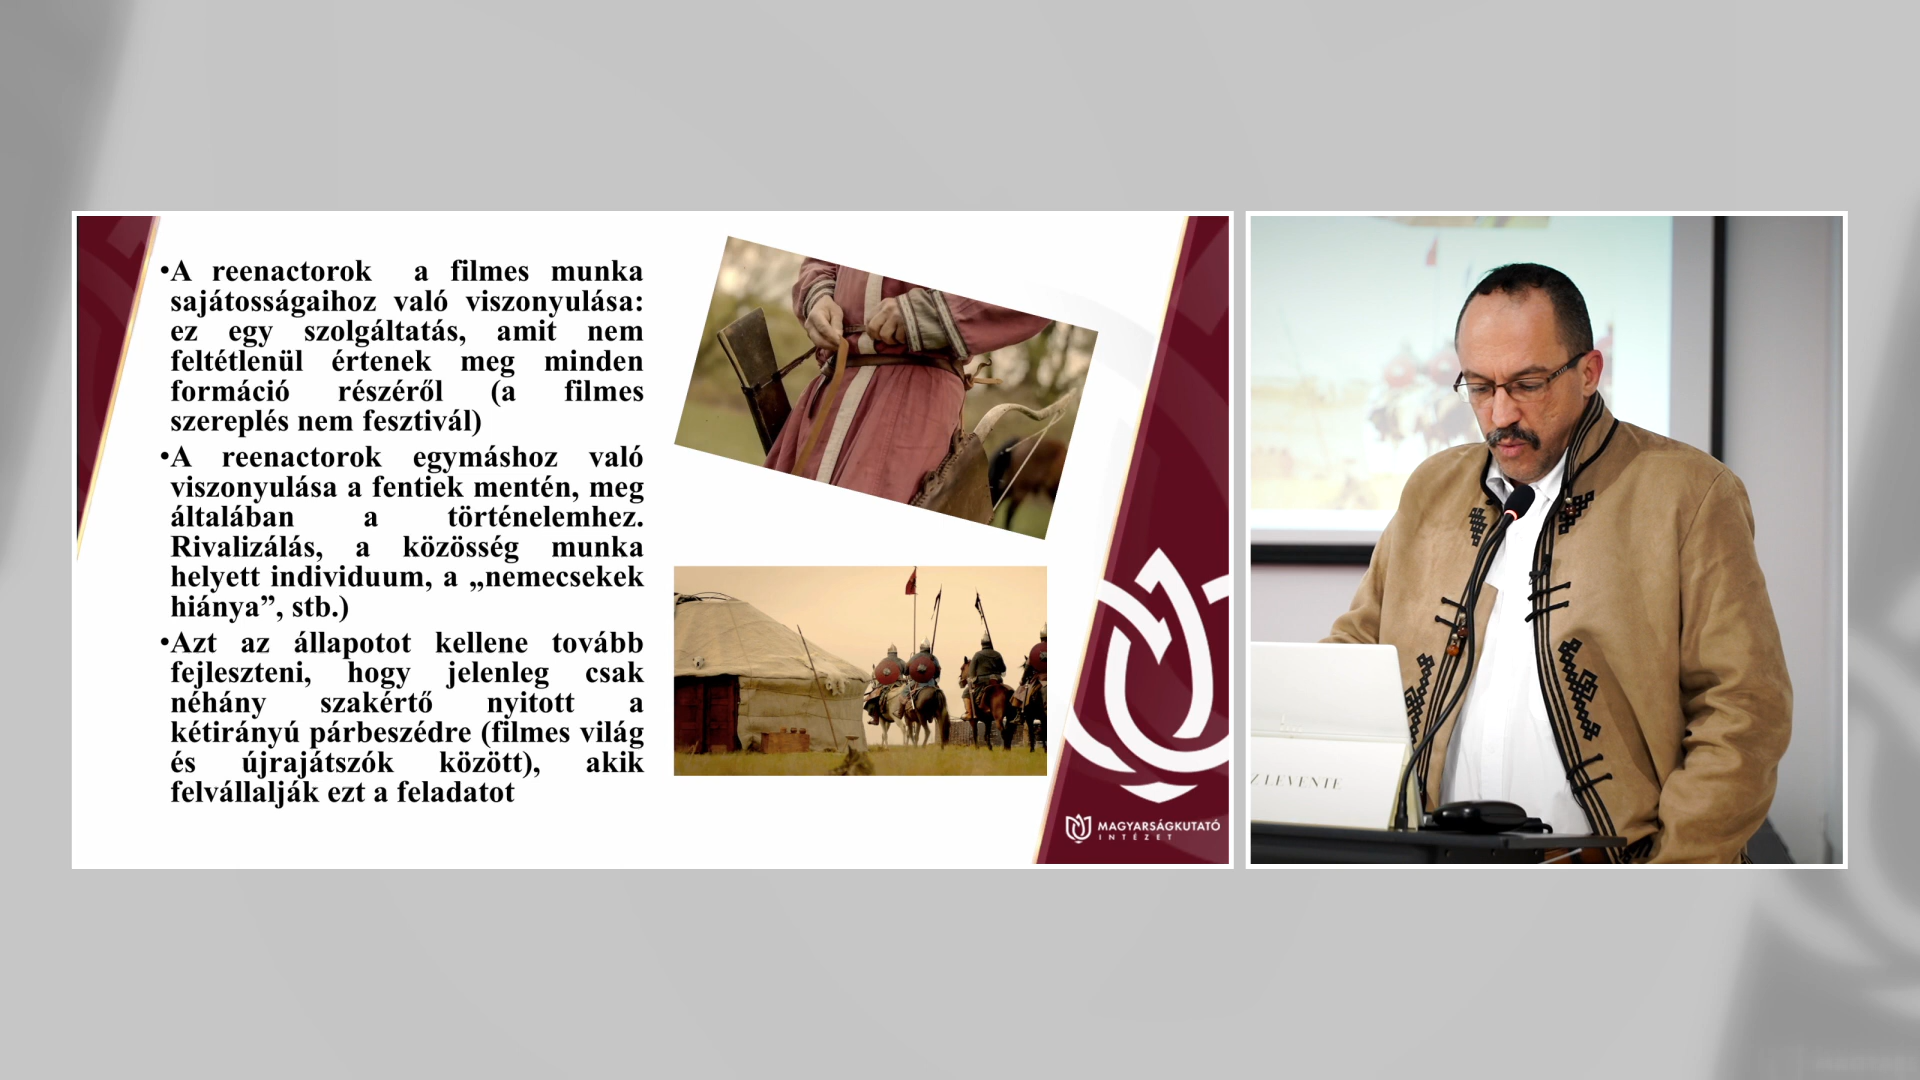 •A reenactorok a filmes munka
sajátosságaihoz való viszonyulása:
ez egy szolgáltatás, amit nem
feltétlenül értenek meg minden
formáció részéről (a filmes
szereplés nem fesztivál)
•A reenactorok egymáshoz való
viszonyulása a fentiek mentén, meg
általában a történelemhez.
Rivalizálás, a közösség munka
helyett individuum, a „nemecsekek
hiánya”, stb.)
•Azt az állapotot kellene tovább
fejleszteni, hogy jelenleg csak
néhány szakértő nyitott a
kétirányú párbeszédre (filmes világ
és újrajátszók között), akik
felvállalják ezt a feladatot
MAGYARSÁGKUTATÓ
INTÉZET
Z LEVENTE